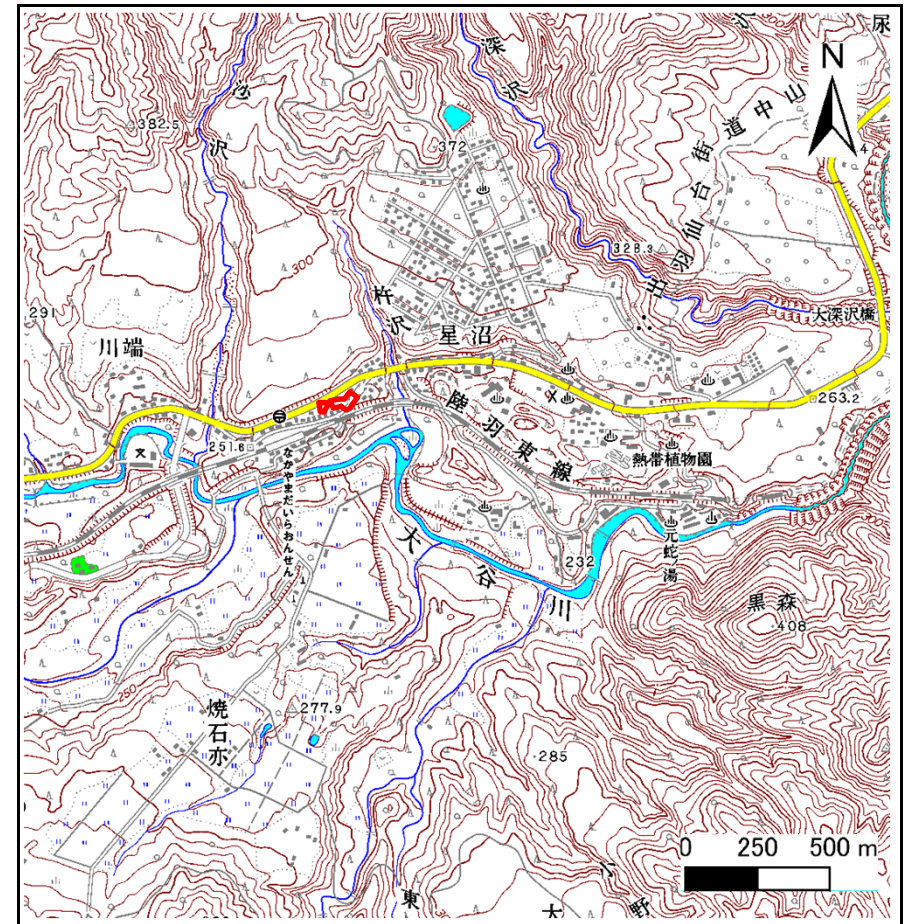 尿
深沢
N
沙沢
382.5
372
出羽仙台街道中山
4
328.3
300
291
杵沢
大深沢橋
川端
星沼
陸羽東線
263.2
251.6
熱帯植物園
なかやまだいらおんせん
大谷川
元蛇湯
232
黒森
408
250
焼石亦
277.9
285
0 250 500 m
東
大
野